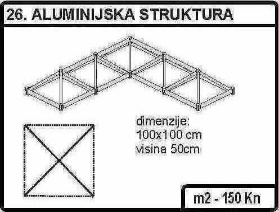 26. ALUMINIJSKA STRUKTURA
dimenzije:
100x100 cm
visina 50cm
m2 - 150 Kn